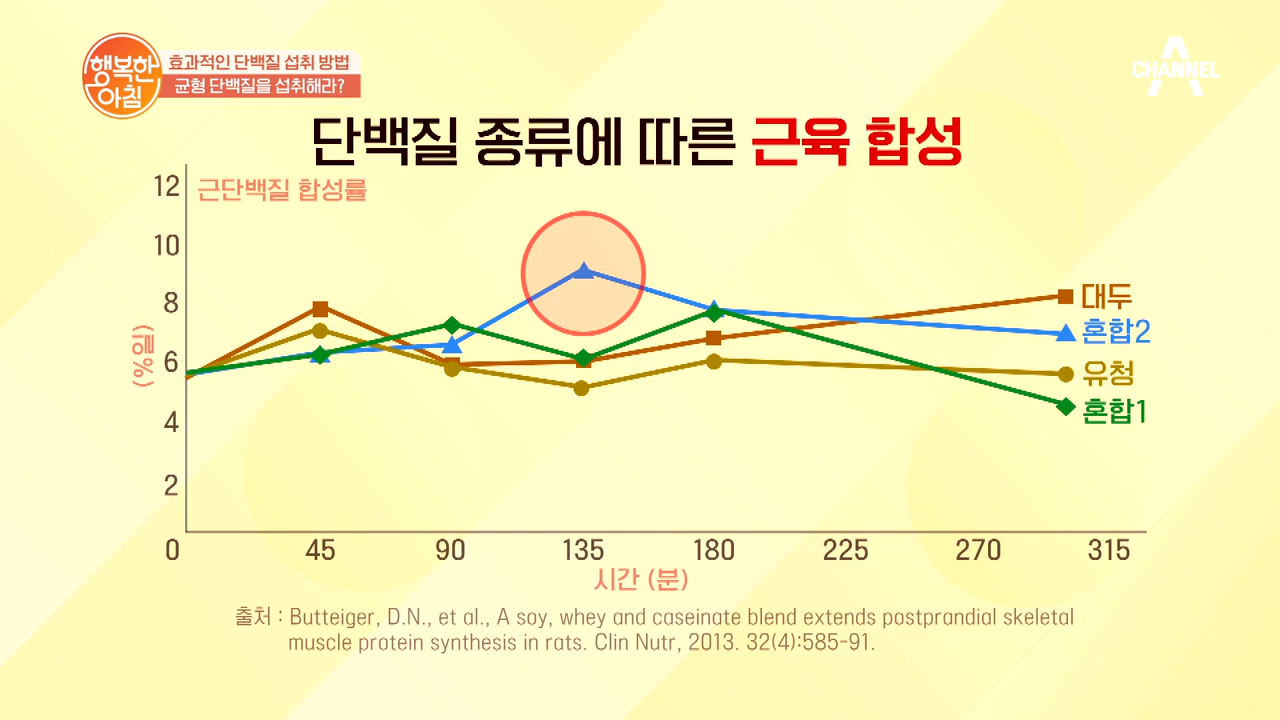 행복한
아침
효과적인 단백질 섭취 방법
균형 단백질을 섭취해라?
CHANNEL A
단백질 종류에 따른 근육 합성
근단백질 합성률
(%일)
12
10
8
6
4
2
0
45 90 135 180 225 270 315
시간 (분)
대두
혼합2
유청
혼합1
출처 : Butteiger, D.N., et al., A soy, whey and caseinate blend extends postprandial skeletal
muscle protein synthesis in rats. Clin Nutr, 2013. 32(4):585-91.